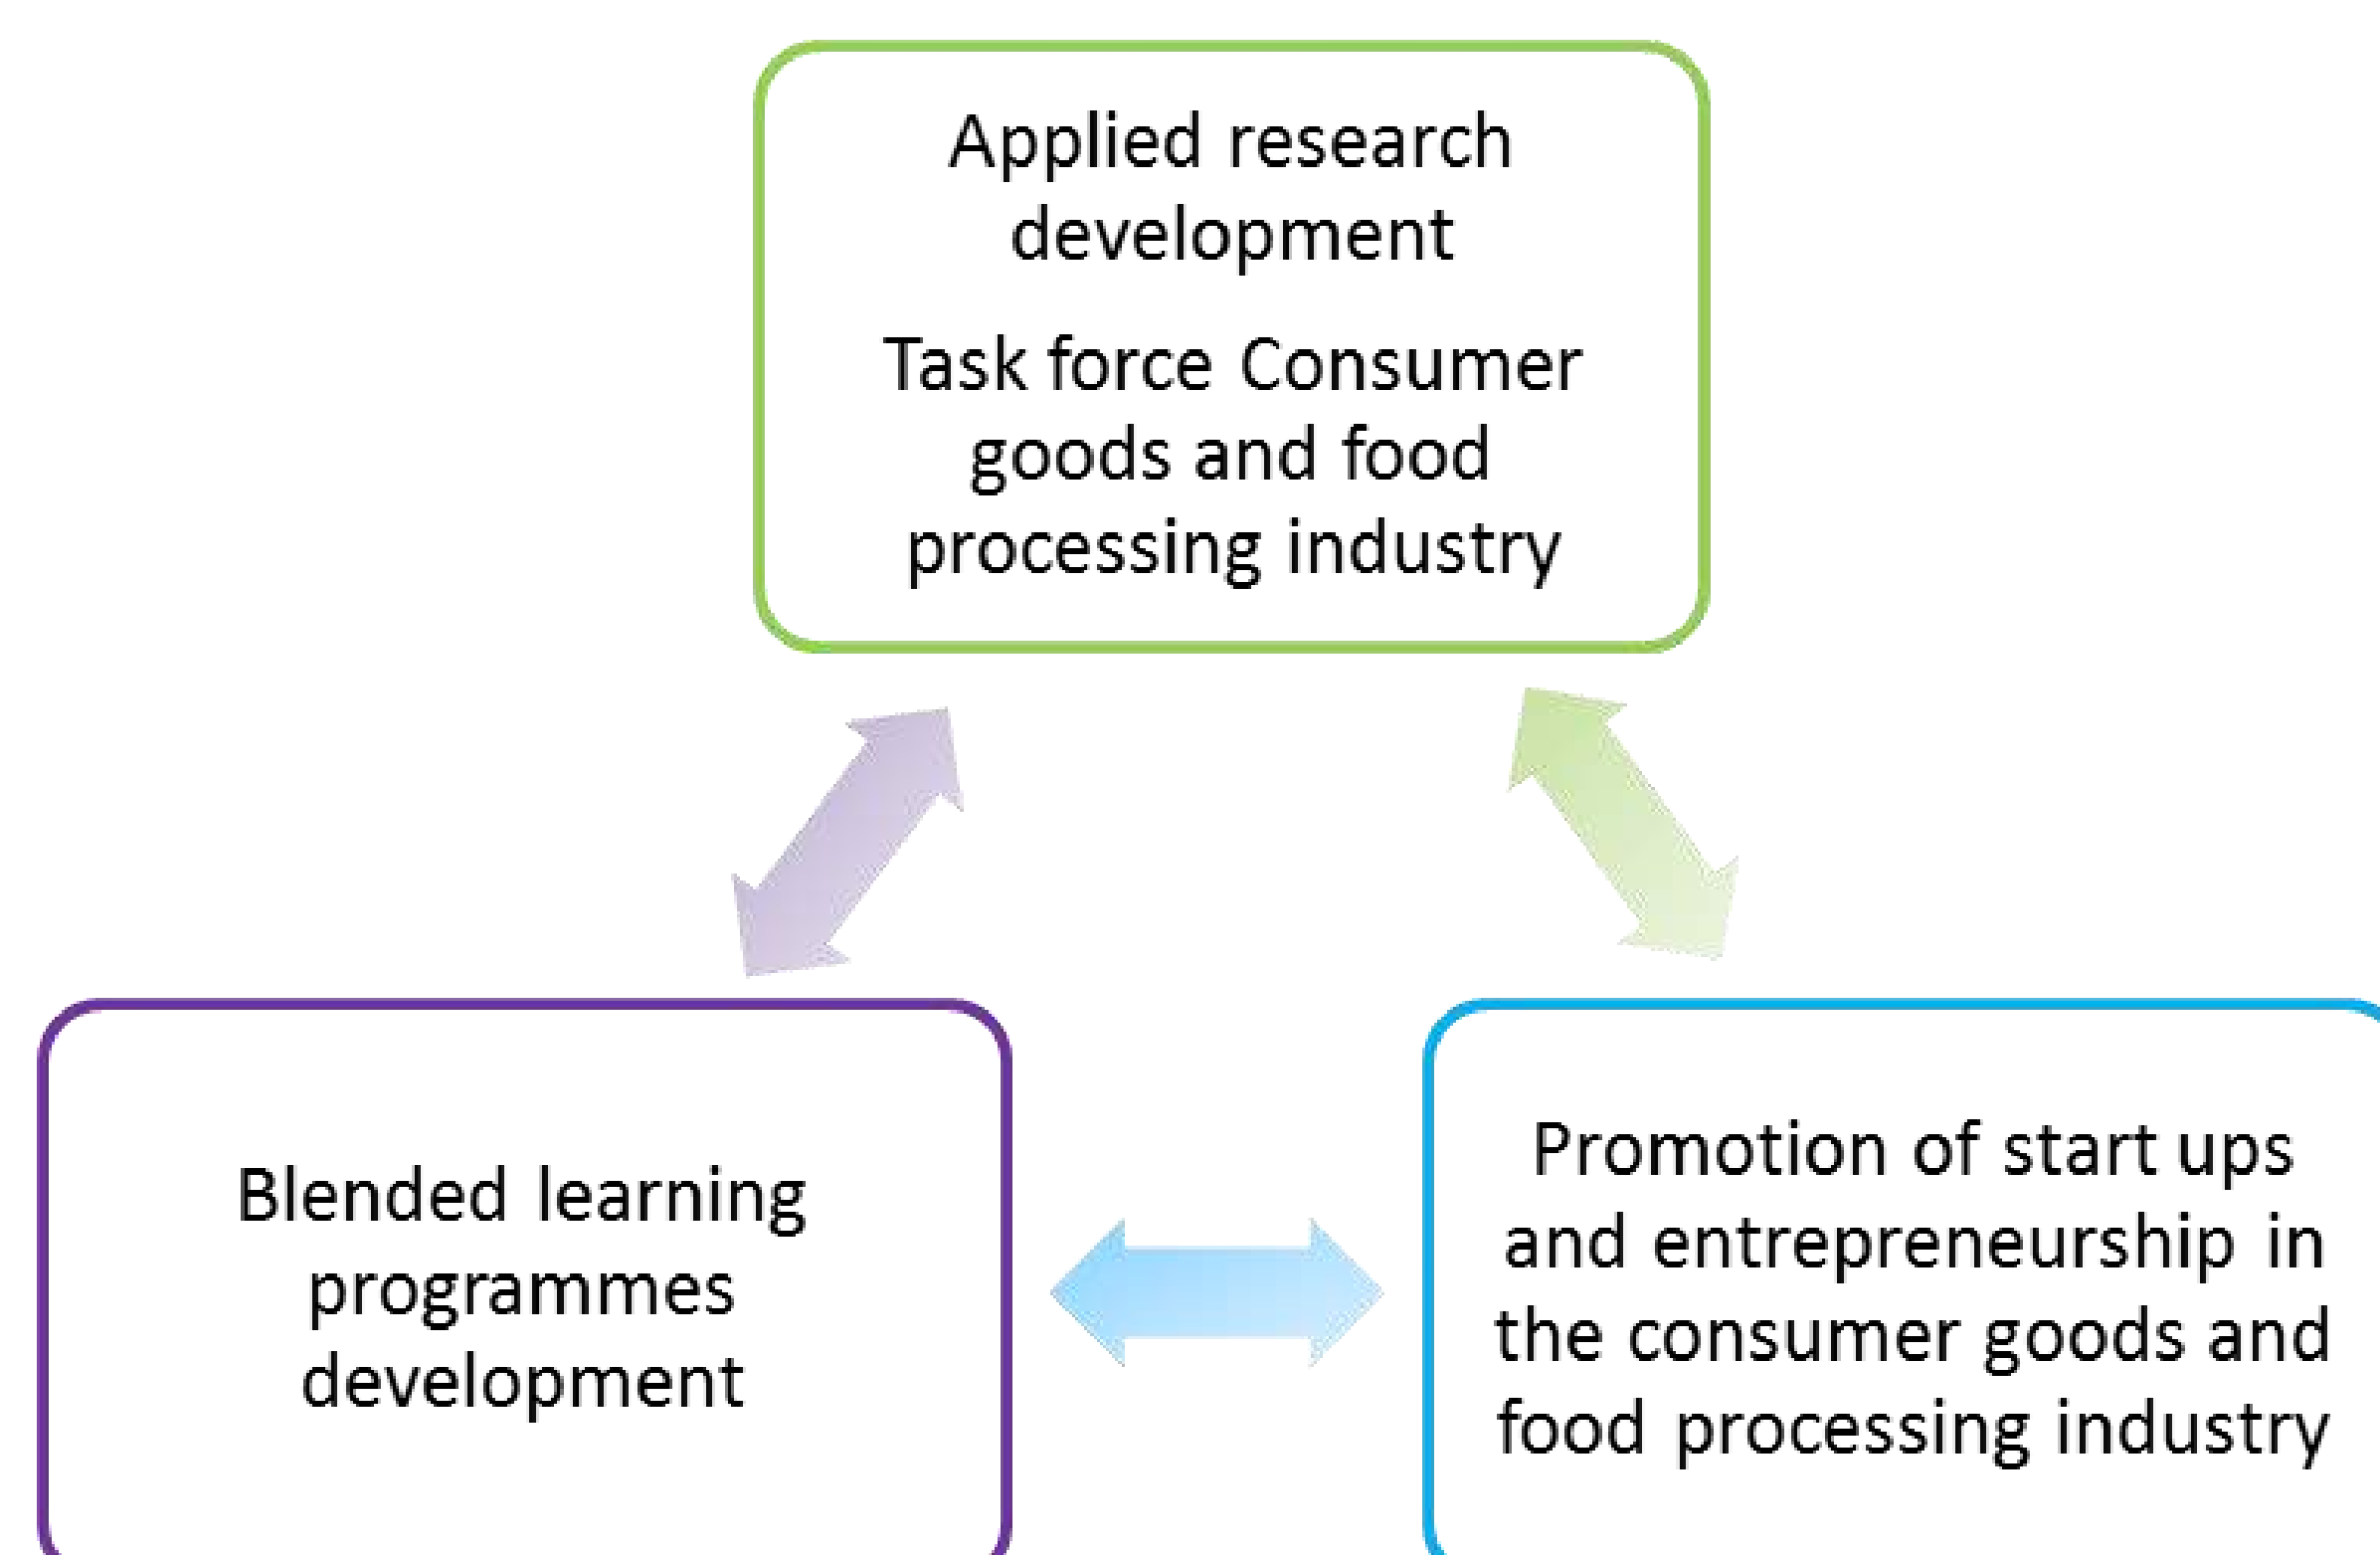 Applied research
development
Task force Consumer
goods and food
processing industry
Blended learning
programmes
development
Promotion of start ups
and entrepreneurship in
the consumer goods and
food processing industry